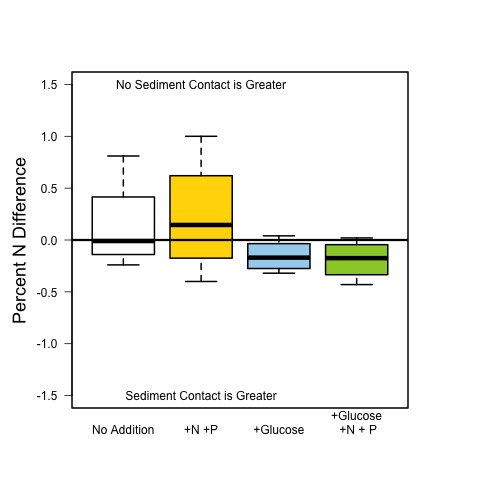 No Sediment Contact is Greater
1.5
1.0
0.5
0.0
-0.5
-1.0
-1.5
Percent N Difference
Sediment Contact is Greater
No Addition
+N +P
+Glucose
+Glucose
+N + P